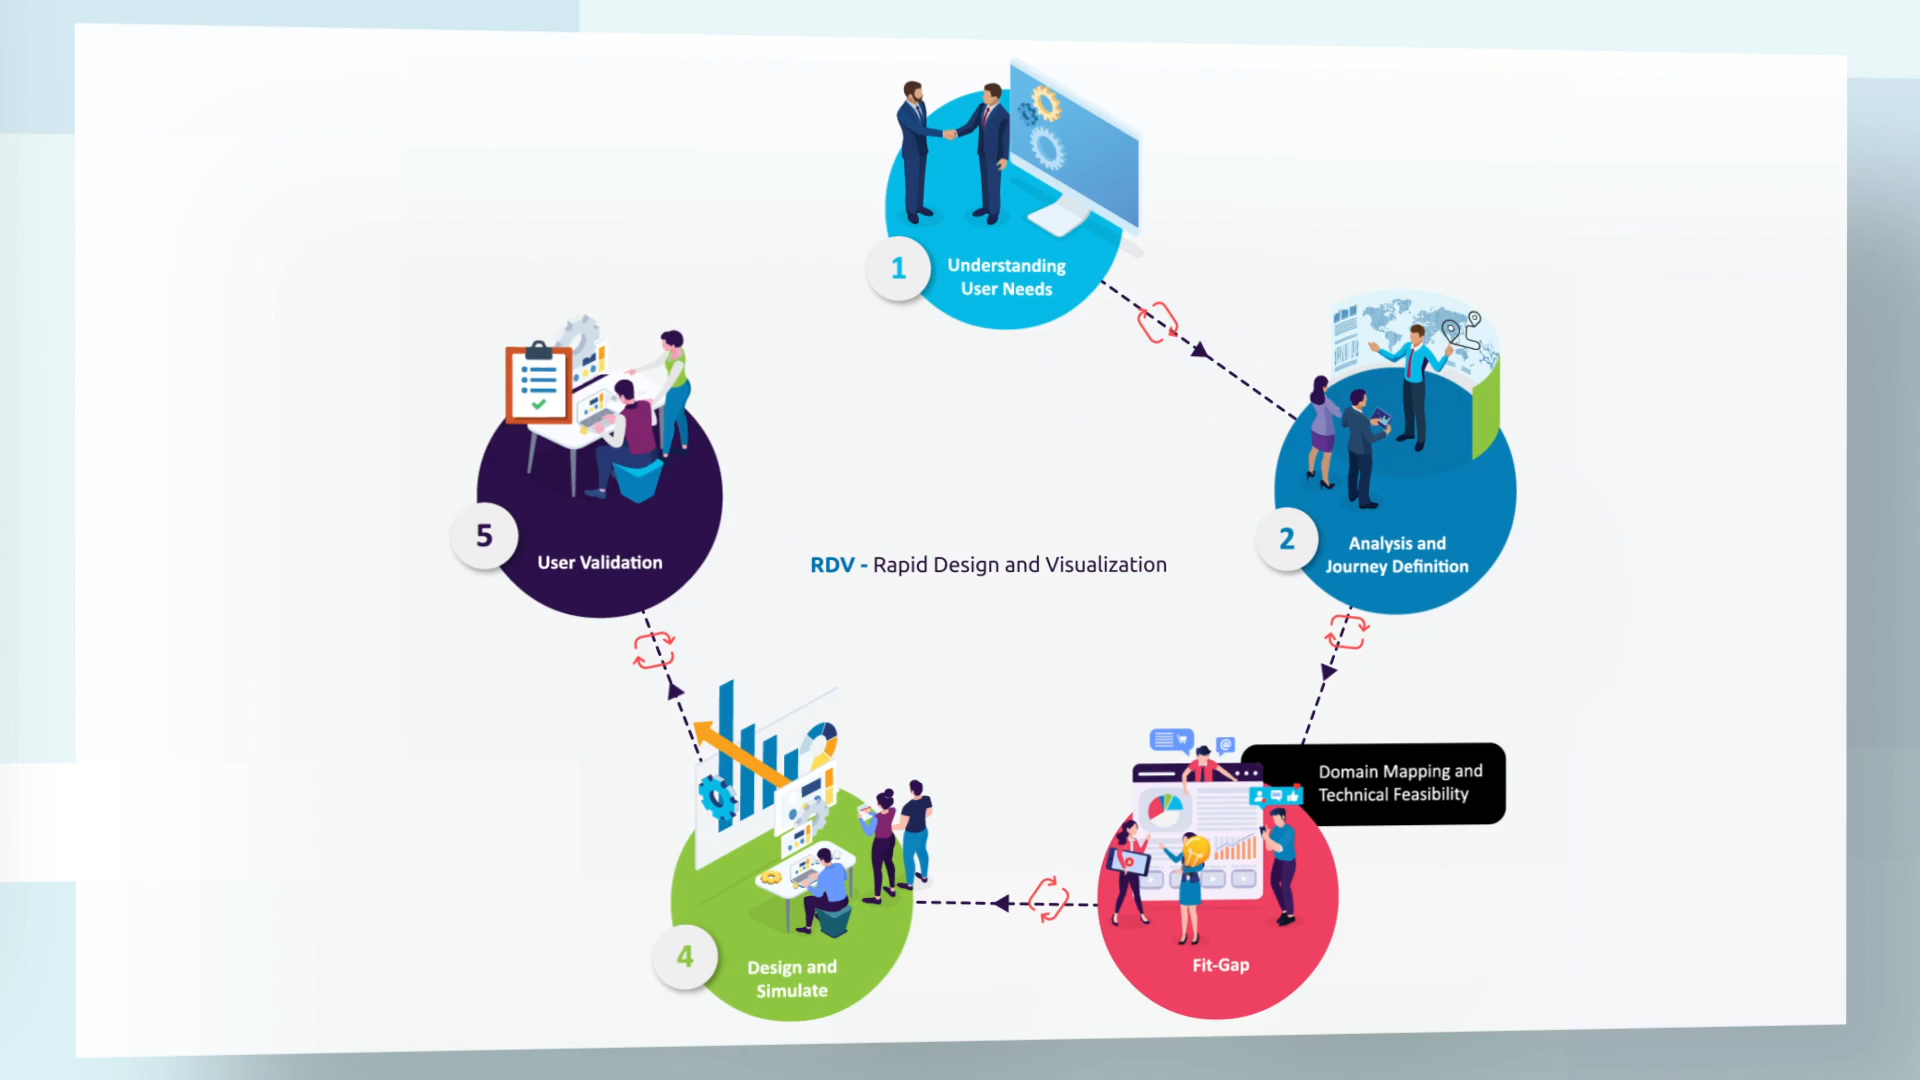 1
Understanding
User Needs
2
Analysis and
Journey Definition
Domain Mapping and
Technical Feasibility
Fit-Gap
4
Design and
Simulate
5
User Validation
RDV - Rapid Design and Visualization
@